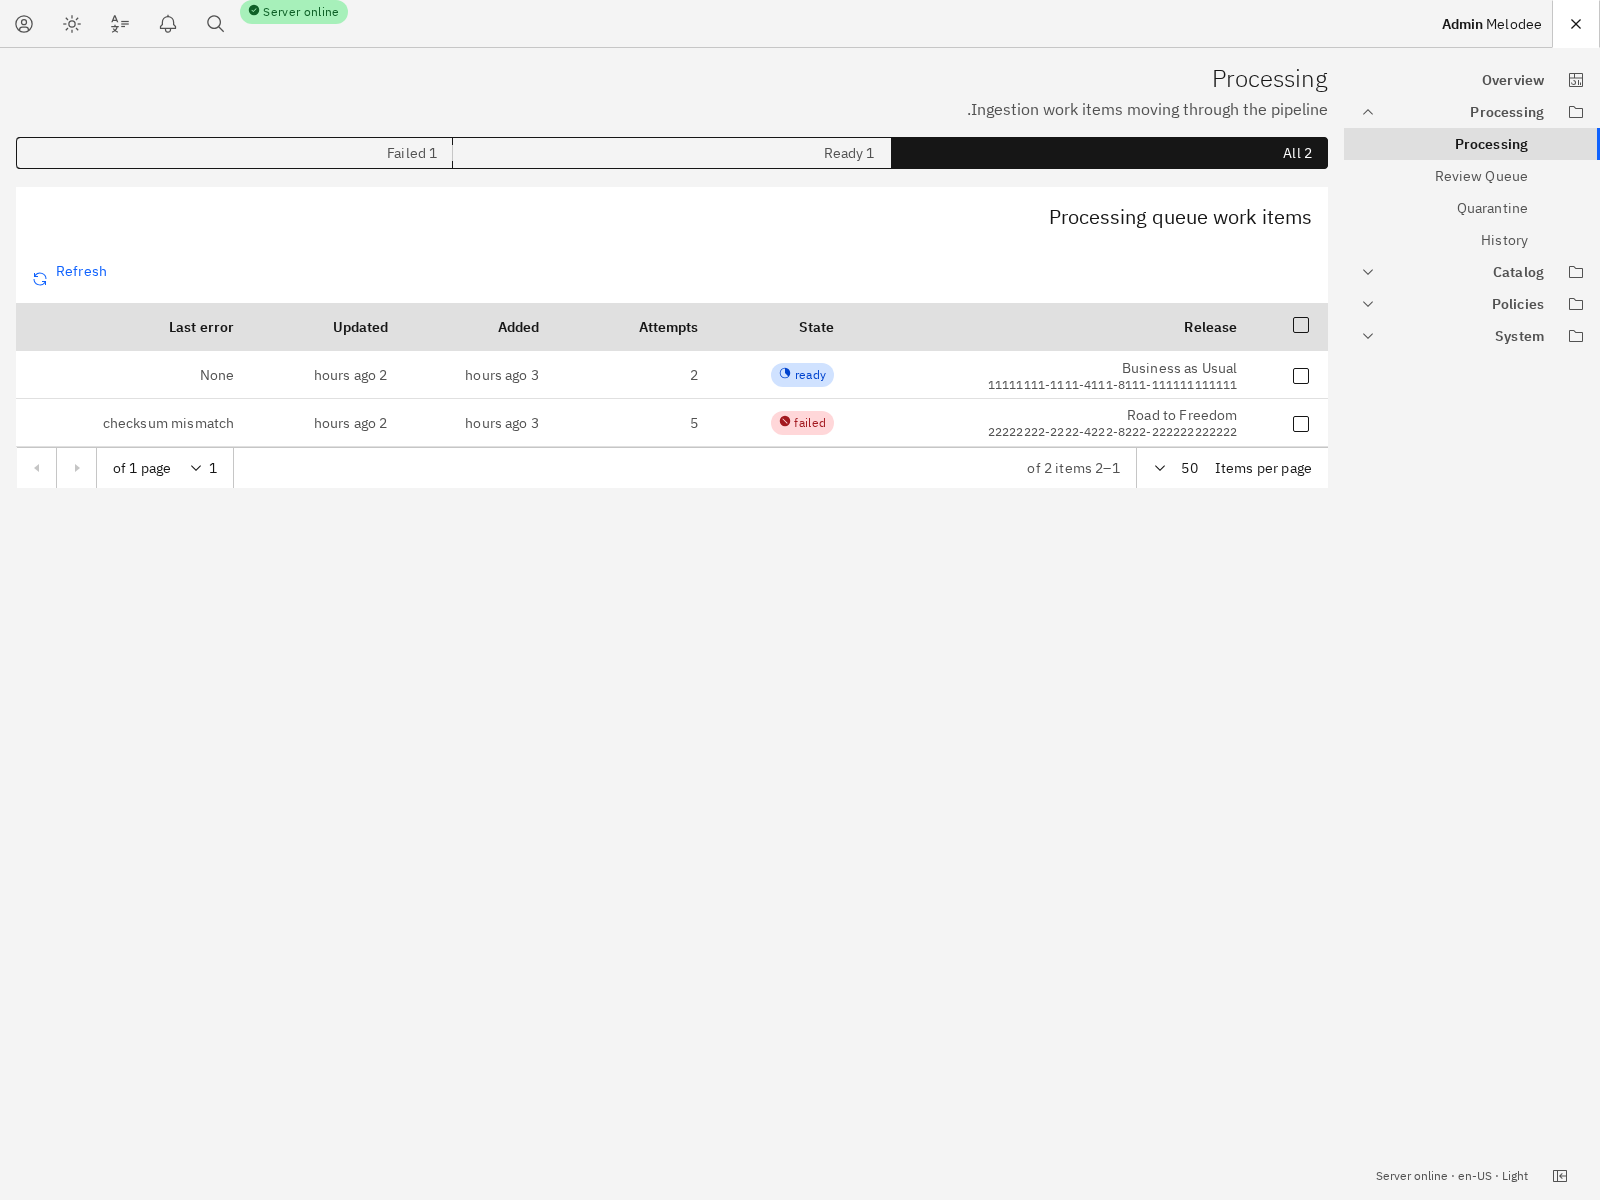 Server online
Admin Melodee
Overview
Processing
Processing
Review Queue
Quarantine
History
Catalog
Policies
System
Processing
.Ingestion work items moving through the pipeline
All 2
Ready 1
Failed 1
Processing queue work items
Refresh
Release State Attempts Added Updated Last error
Business as Usual ready 2 hours ago 3 hours ago 2 None
11111111-1111-4111-8111-111111111111
Road to Freedom failed 5 hours ago 3 hours ago 2 checksum mismatch
22222222-2222-4222-8222-222222222222
Items per page 50 of 2 items 2–1 1 of 1 page
Server online · en-US · Light